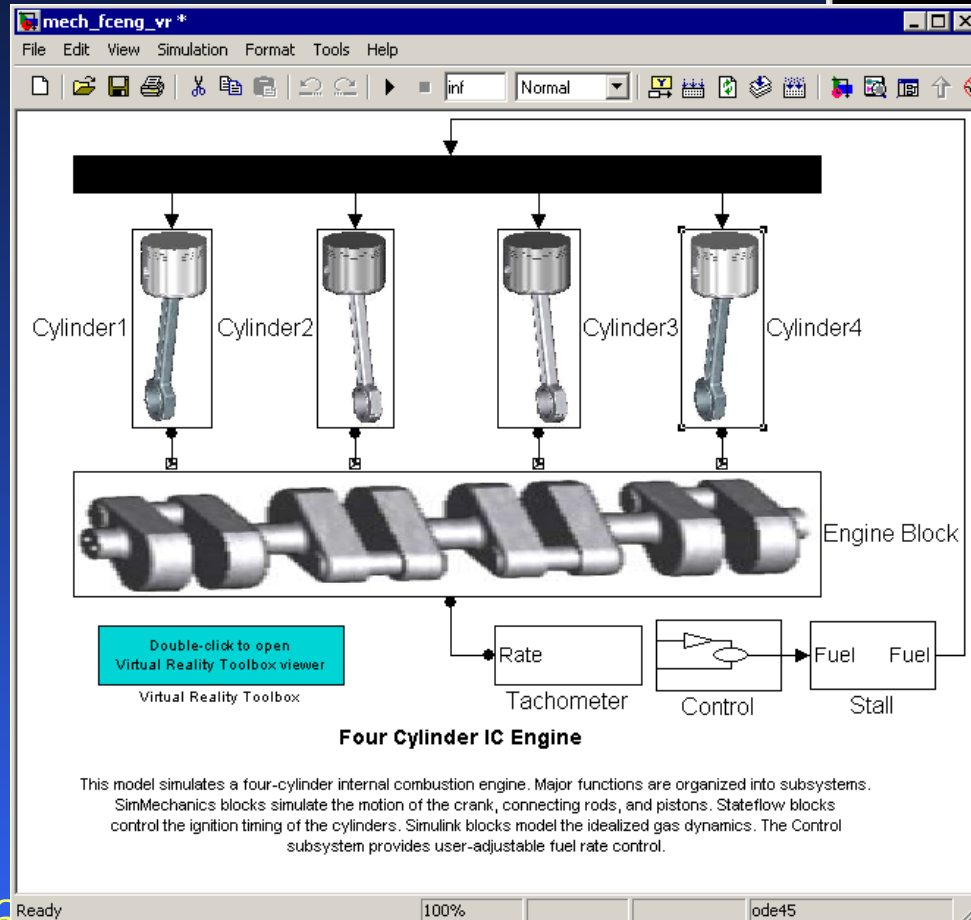 mech_fceng_vr *
File Edit View Simulation Format Tools Help
inf Normal
Cylinder1 Cylinder2 Cylinder3 Cylinder4
Engine Block
Double-click to open
Virtual Reality Toolbox viewer
Virtual Reality Toolbox
Rate
Tachometer
Control
Fuel Fuel
Stall
Four Cylinder IC Engine
This model simulates a four-cylinder internal combustion engine. Major functions are organized into subsystems.
SimMechanics blocks simulate the motion of the crank, connecting rods, and pistons. Stateflow blocks
control the ignition timing of the cylinders. Simulink blocks model the idealized gas dynamics. The Control
subsystem provides user-adjustable fuel rate control.
Ready 100% ode45